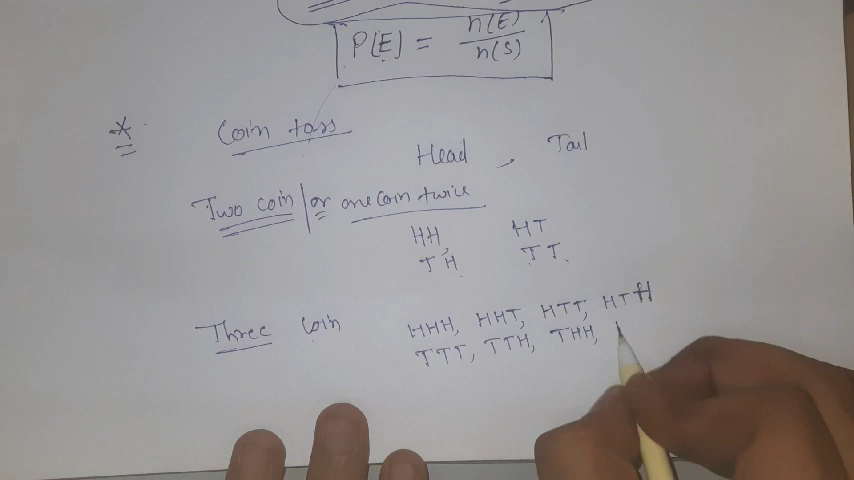 P(E) = n(E)/n(S)
* Coin toss
Head, Tail
Two coin / or one coin twice
HH, HT
TH, TT.
Three coin HHH, HHT, HTT, HTH
TTT, TTH, THH,